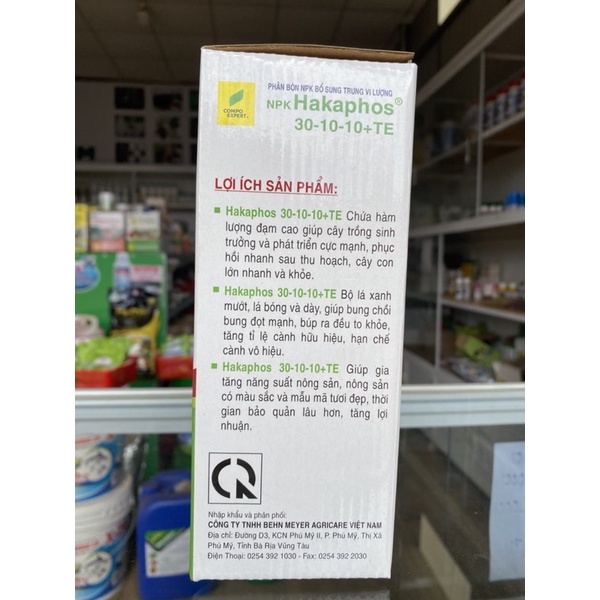 COMPO
EXPERT
PHÂN BÓN NPK BỔ SUNG TRUNG VI LƯỢNG
NPK Hakaphos®
30-10-10+TE
LỢI ÍCH SẢN PHẨM:
Hakaphos 30-10-10+TE Chứa hàm
lượng đạm cao giúp cây trồng sinh
trưởng và phát triển cực mạnh, phục
hồi nhanh sau thu hoạch, cây con
lớn nhanh và khỏe.
Hakaphos 30-10-10+TE Bộ lá xanh
mướt, lá bóng và dày, giúp bung chồi
bung đọt mạnh, búp ra đều to khỏe,
tăng tỉ lệ cành hữu hiệu, hạn chế
cành vô hiệu.
Hakaphos 30-10-10+TE Giúp gia
tăng năng suất nông sản, nông sản
có màu sắc và mẫu mã tươi đẹp, thời
gian bảo quản lâu hơn, tăng lợi
nhuận.
Nhập khẩu và phân phối:
CÔNG TY TNHH BEHN MEYER AGRICARE VIỆT NAM
Địa chỉ: Đường D3, KCN Phú Mỹ II, P. Phú Mỹ, Thị Xã
Phú Mỹ, Tỉnh Bà Rịa Vũng Tàu
Điện Thoại: 0254 392 1030 - Fax: 0254 392 2030